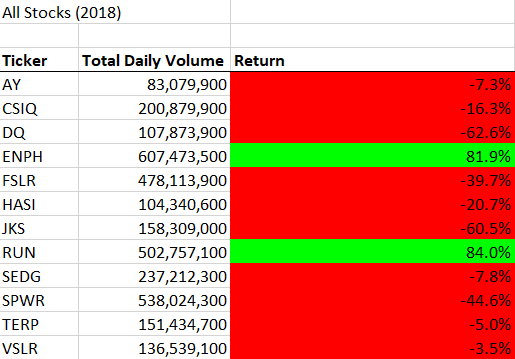 All Stocks (2018)
Ticker Total Daily Volume Return
AY 83,079,900 -7.3%
CSIQ 200,879,900 -16.3%
DQ 107,873,900 -62.6%
ENPH 607,473,500 81.9%
FSLR 478,113,900 -39.7%
HASI 104,340,600 -20.7%
JKS 158,309,000 -60.5%
RUN 502,757,100 84.0%
SEDG 237,212,300 -7.8%
SPWR 538,024,300 -44.6%
TERP 151,434,700 -5.0%
VSLR 136,539,100 -3.5%